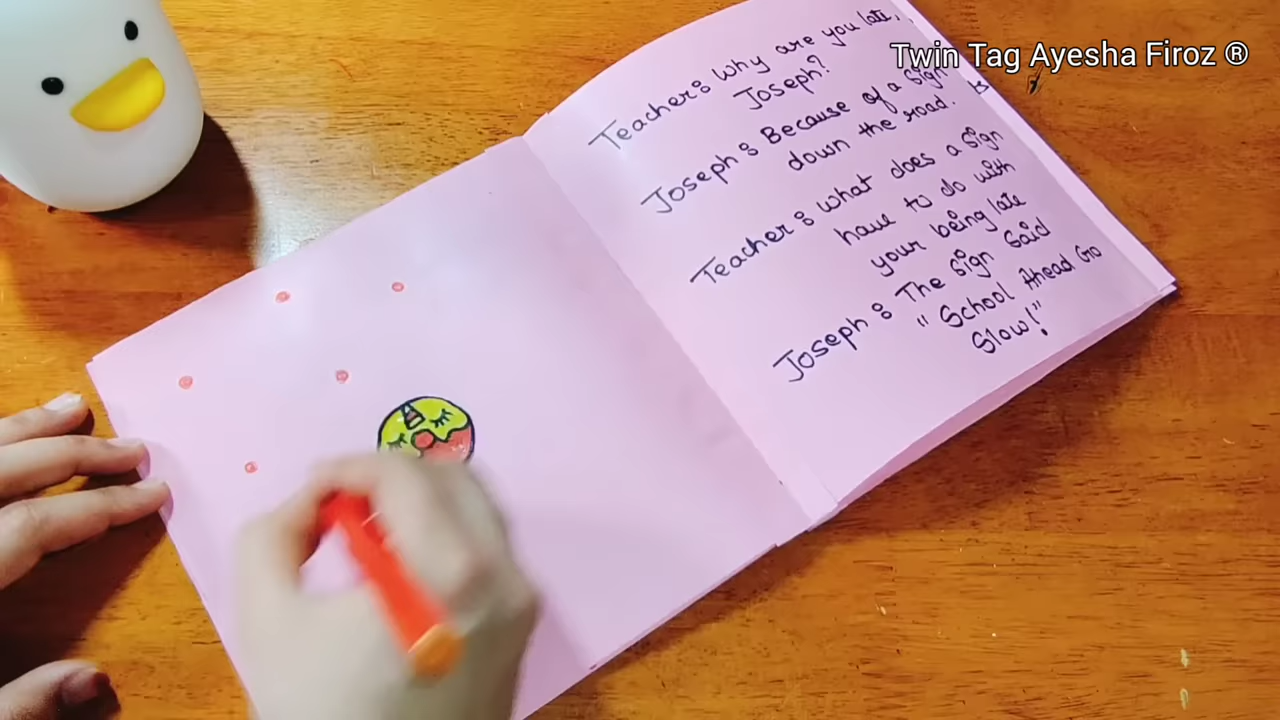 Twin Tag Ayesha Firoz ®
Teacher: Why are you late,
Joseph?
Joseph: Because of a sign
down the road.
Teacher: what does a sign
have to do with
your being late
Joseph: The sign said
"School Ahead Go
Slow!"